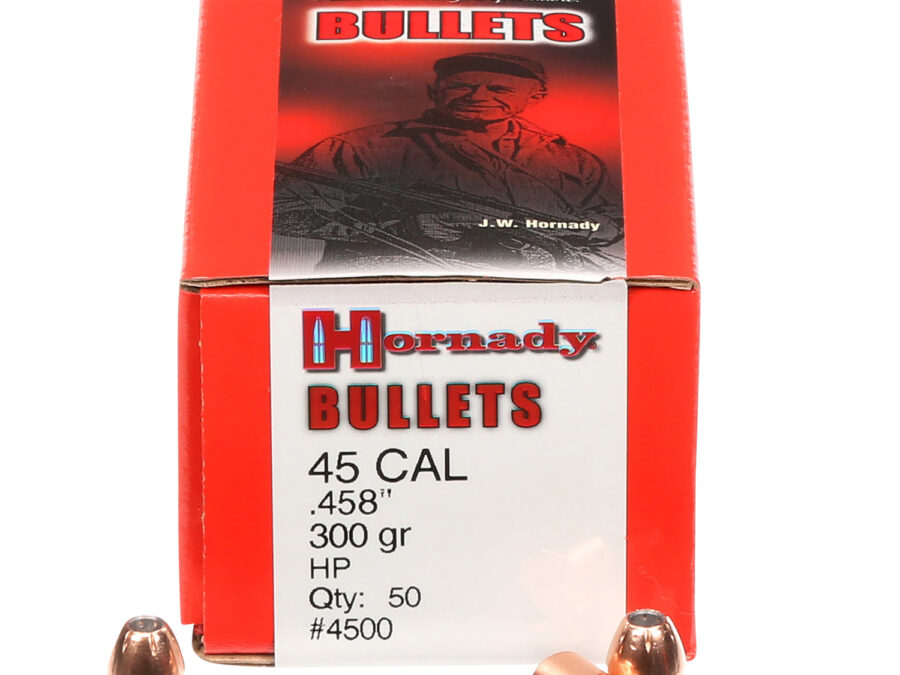 BULLETS
J.W. Hornady
Hornady
BULLETS
45 CAL
.458"
300 gr
HP
Qty: 50
#4500